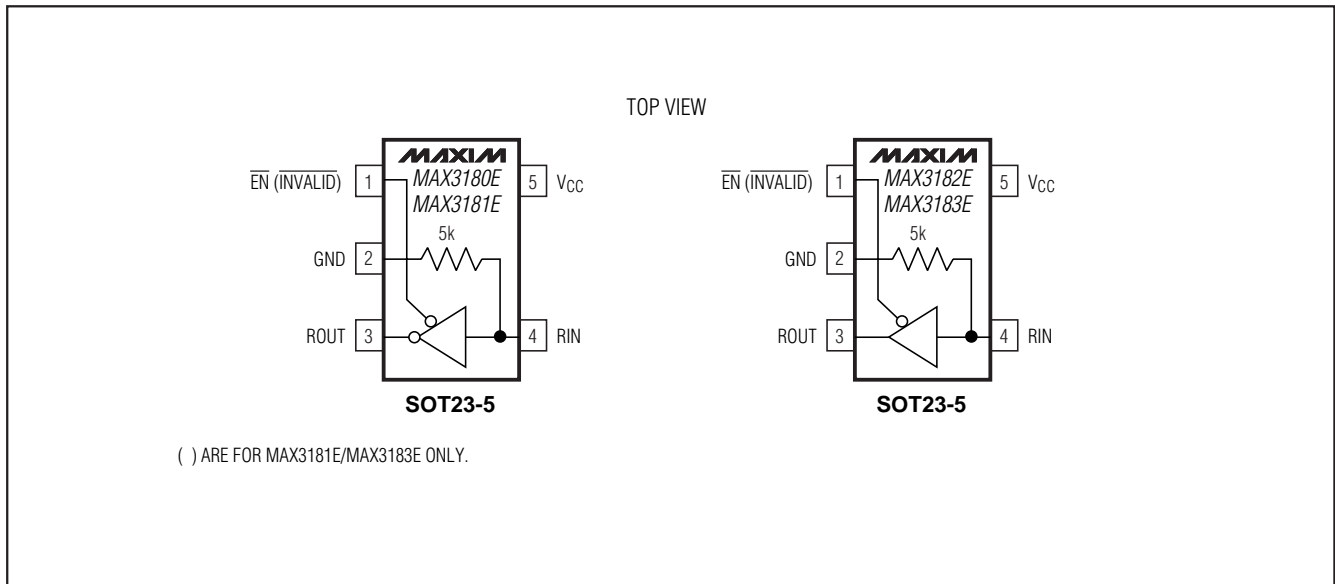 TOP VIEW
MAXIM
MAX3180E
MAX3181E
5k
EN (INVALID) 1
5 VCC
GND 2
ROUT 3
4 RIN
SOT23-5
MAXIM
MAX3182E
MAX3183E
5k
EN (INVALID) 1
5 VCC
GND 2
ROUT 3
4 RIN
SOT23-5
( ) ARE FOR MAX3181E/MAX3183E ONLY.